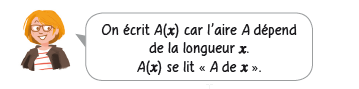 On écrit A(x) car l'aire A dépend
de la longueur x.
A(x) se lit « A de x ».